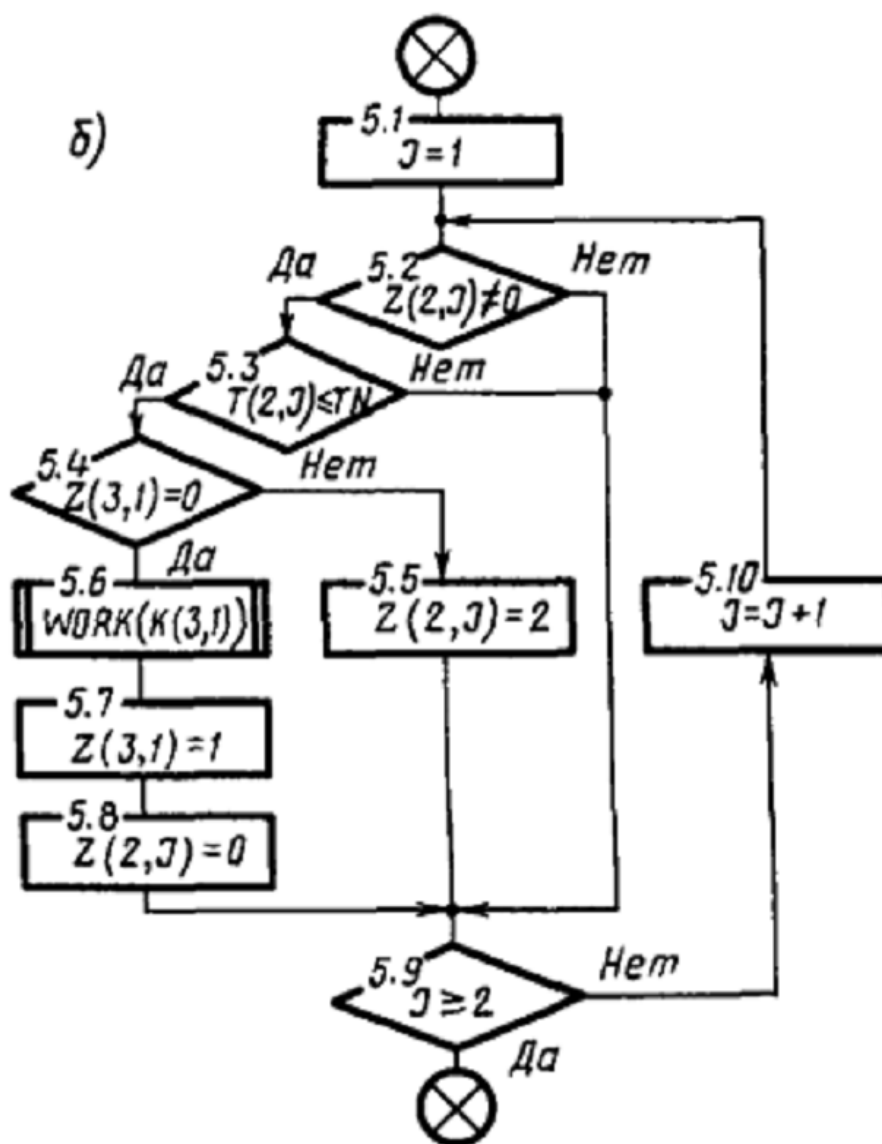 б)
5.1
J=1
Да
5.2
Z(2,J)≠0
Нет
Да
5.3
T(2,J)≤TN
Нет
5.4
Z(3,1)=0
Нет
Да
5.6
WORK(K(3,1))
5.5
Z(2,J)=2
5.10
J=J+1
5.7
Z(3,1)=1
5.8
Z(2,J)=0
5.9
J≥2
Нет
Да